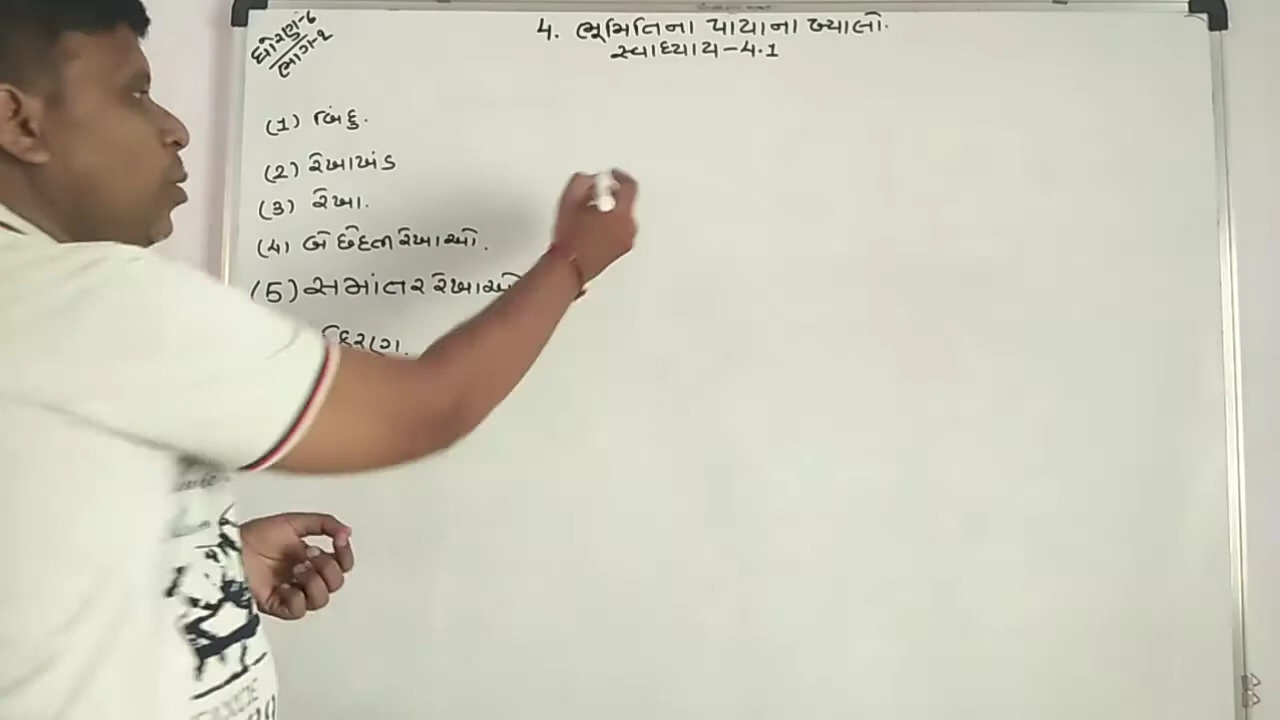 ધોરણ-6
ભાગ-2
4. ભૂમિતિના પાયાના ખ્યાલો.
સ્વાધ્યાય-4.1
(1) બિંદુ.
(2) રેખાખંડ
(3) રેખા.
(4) બે છેદતી રેખાઓ.
(5) સમાંતર રેખાઓ
કિરણ.